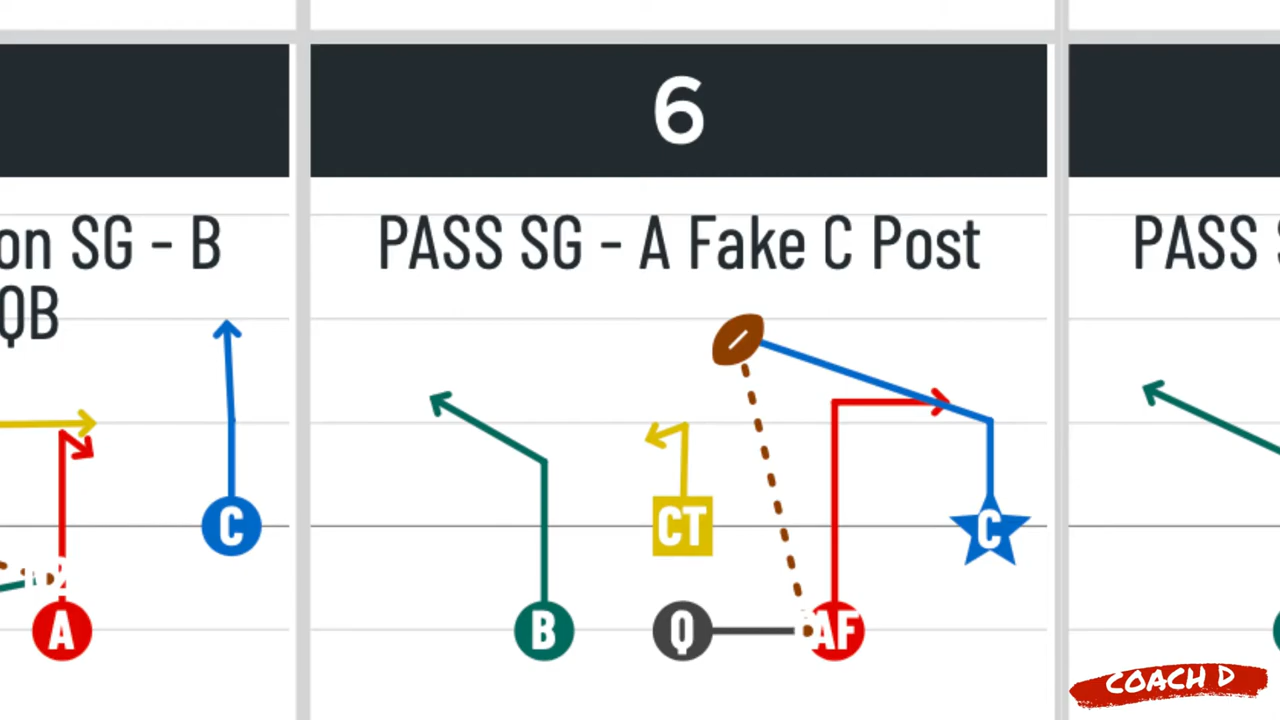 6
on SG - B
QB
PASS SG - A Fake C Post
PASS
C
A
B
CT
Q
AF
C
COACH D